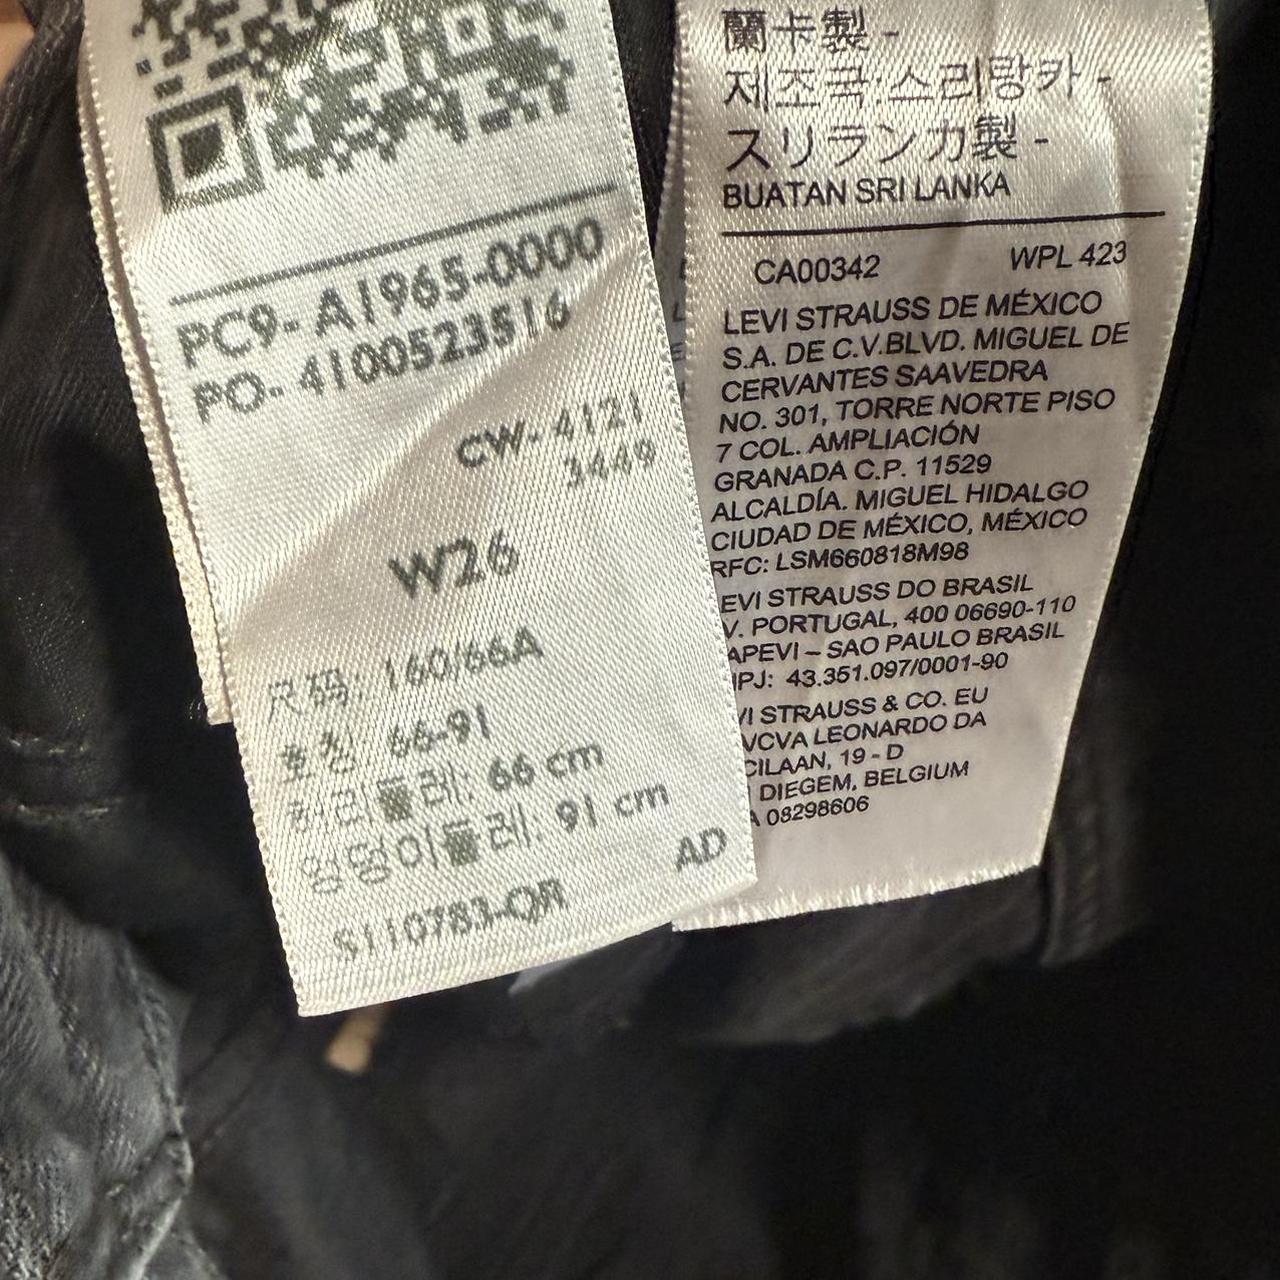 PC9- A1965-0000
PO- 4100523516
CW- 4121
3449
W26
尺码: 160/66A
호칭: 66-91
허리둘레: 66 cm
엉덩이둘레: 91 cm
AD
S110783-QR
蘭卡製 -
제조국:스리랑카 -
スリランカ製 -
BUATAN SRI LANKA
CA00342 WPL 423
LEVI STRAUSS DE MÉXICO
S.A. DE C.V.BLVD. MIGUEL DE
CERVANTES SAAVEDRA
NO. 301, TORRE NORTE PISO
7 COL. AMPLIACIÓN
GRANADA C.P. 11529
ALCALDÍA. MIGUEL HIDALGO
CIUDAD DE MÉXICO, MÉXICO
RFC: LSM660818M98
EVI STRAUSS DO BRASIL
V. PORTUGAL, 400 06690-110
APEVI – SAO PAULO BRASIL
NPJ: 43.351.097/0001-90
VI STRAUSS & CO. EU
VCVA LEONARDO DA
CILAAN, 19 - D
DIEGEM, BELGIUM
A 08298606